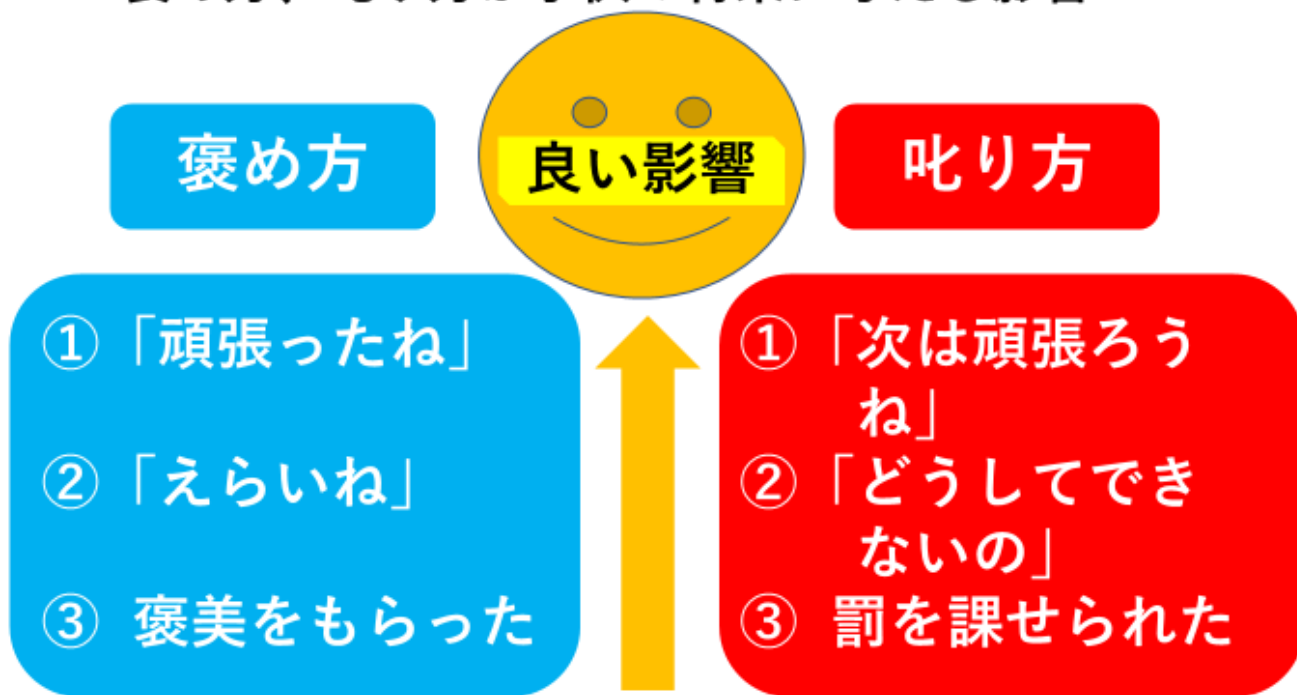 褒め方
良い影響
叱り方
①「頑張ったね」
②「えらいね」
③ 褒美をもらった
①「次は頑張ろう
ね」
②「どうしてでき
ないの」
③ 罰を課せられた